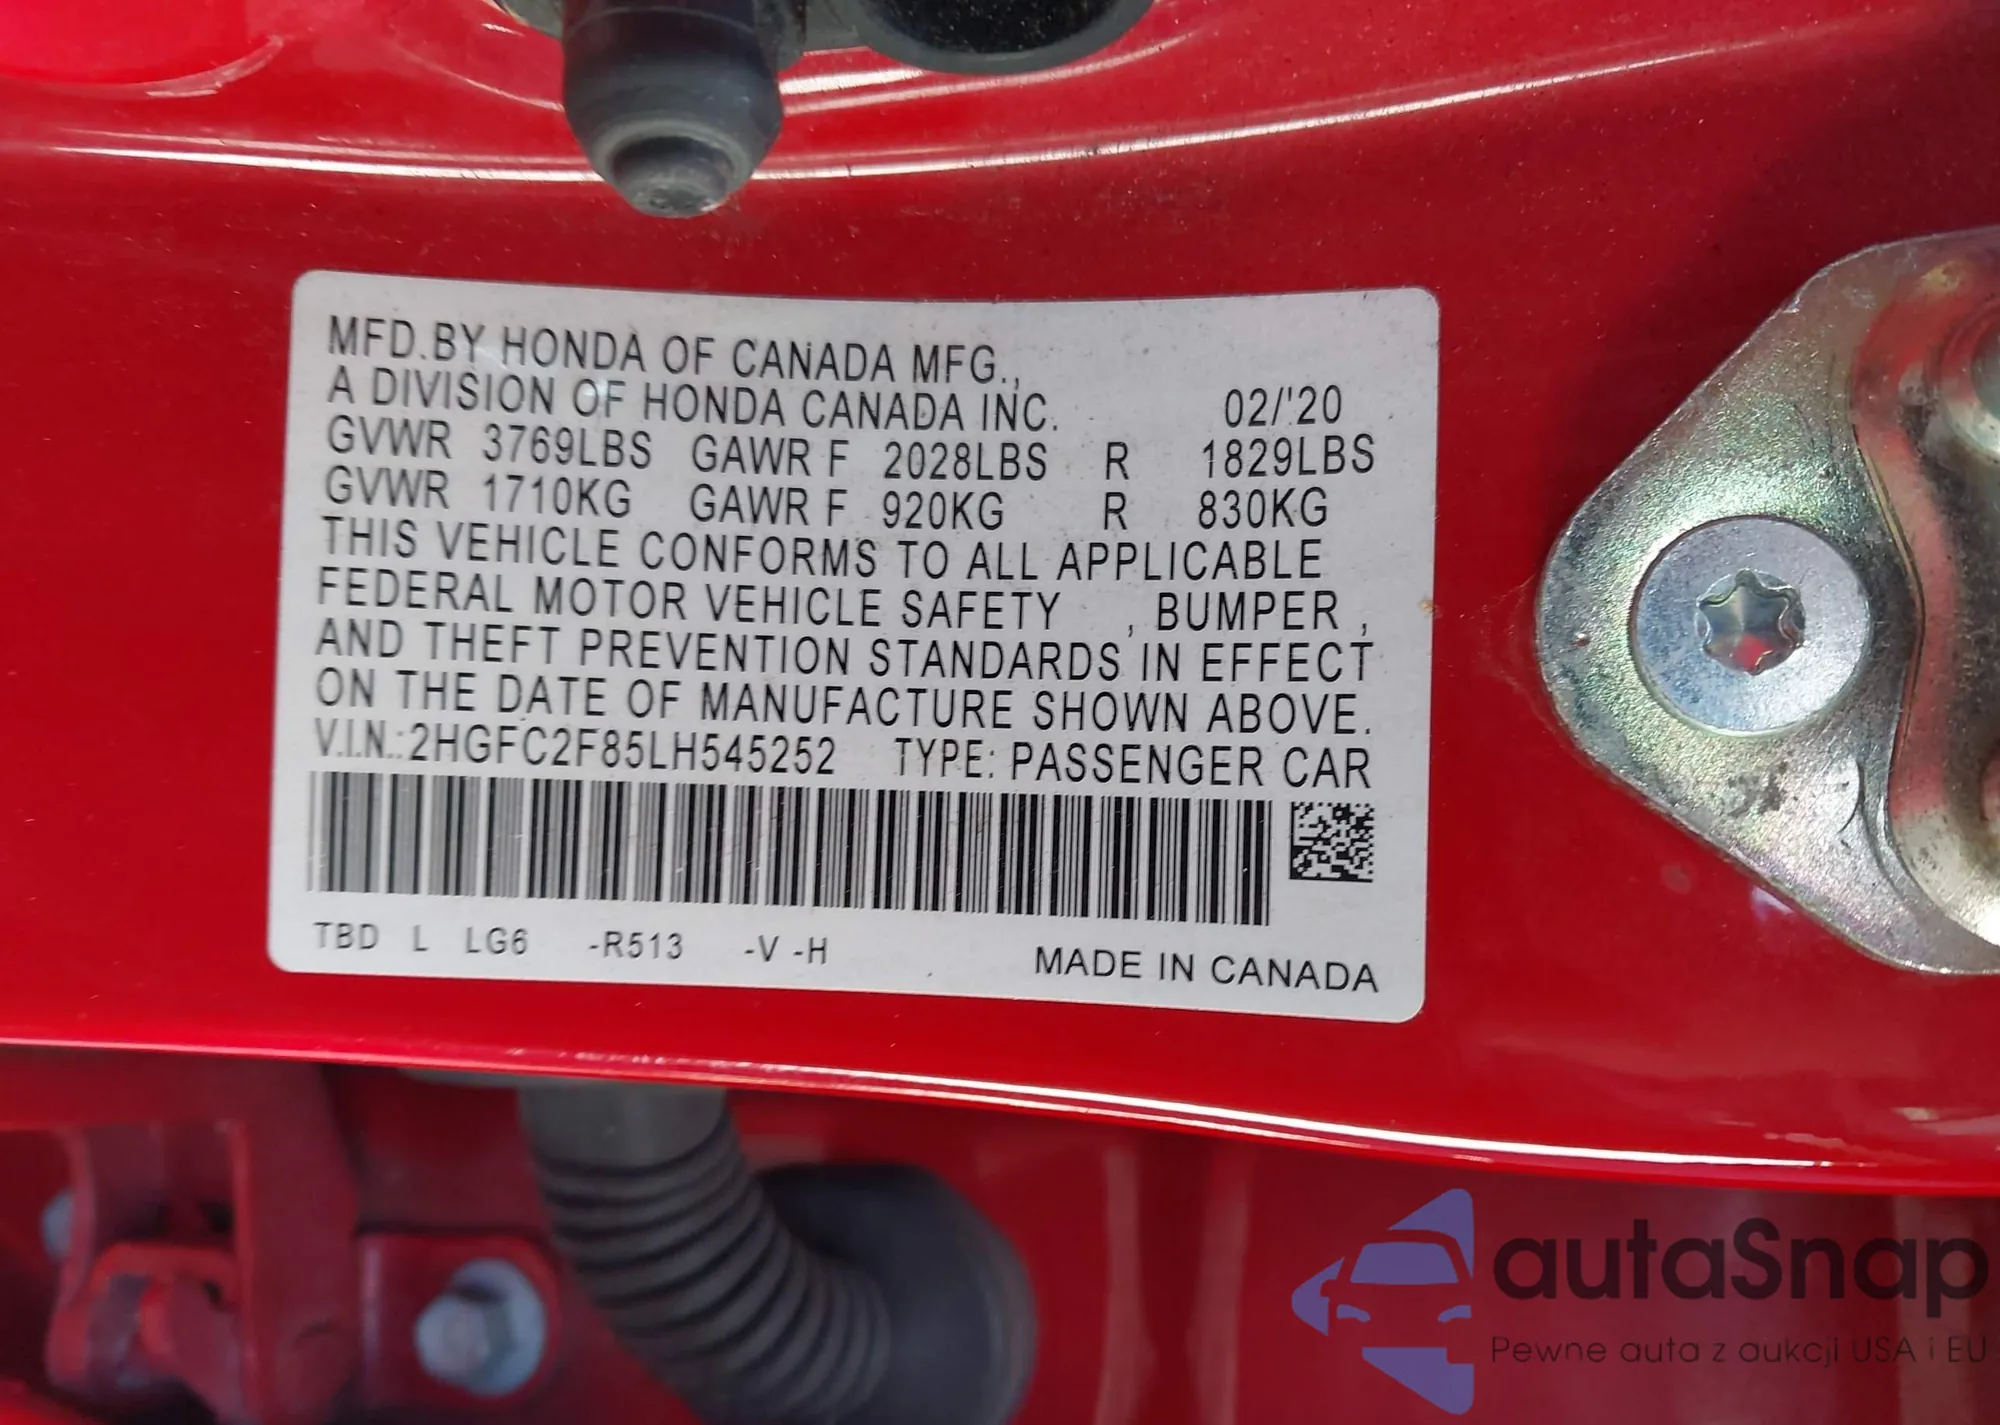 MFD.BY HONDA OF CANADA MFG.,
A DIVISION OF HONDA CANADA INC. 02/'20
GVWR 3769LBS GAWR F 2028LBS R 1829LBS
GVWR 1710KG GAWR F 920KG R 830KG
THIS VEHICLE CONFORMS TO ALL APPLICABLE
FEDERAL MOTOR VEHICLE SAFETY , BUMPER ,
AND THEFT PREVENTION STANDARDS IN EFFECT
ON THE DATE OF MANUFACTURE SHOWN ABOVE.
V.I.N.:2HGFC2F85LH545252 TYPE: PASSENGER CAR
TBD L LG6 -R513 -V -H MADE IN CANADA
autaSnap
Pewne auta z aukcji USA i EU